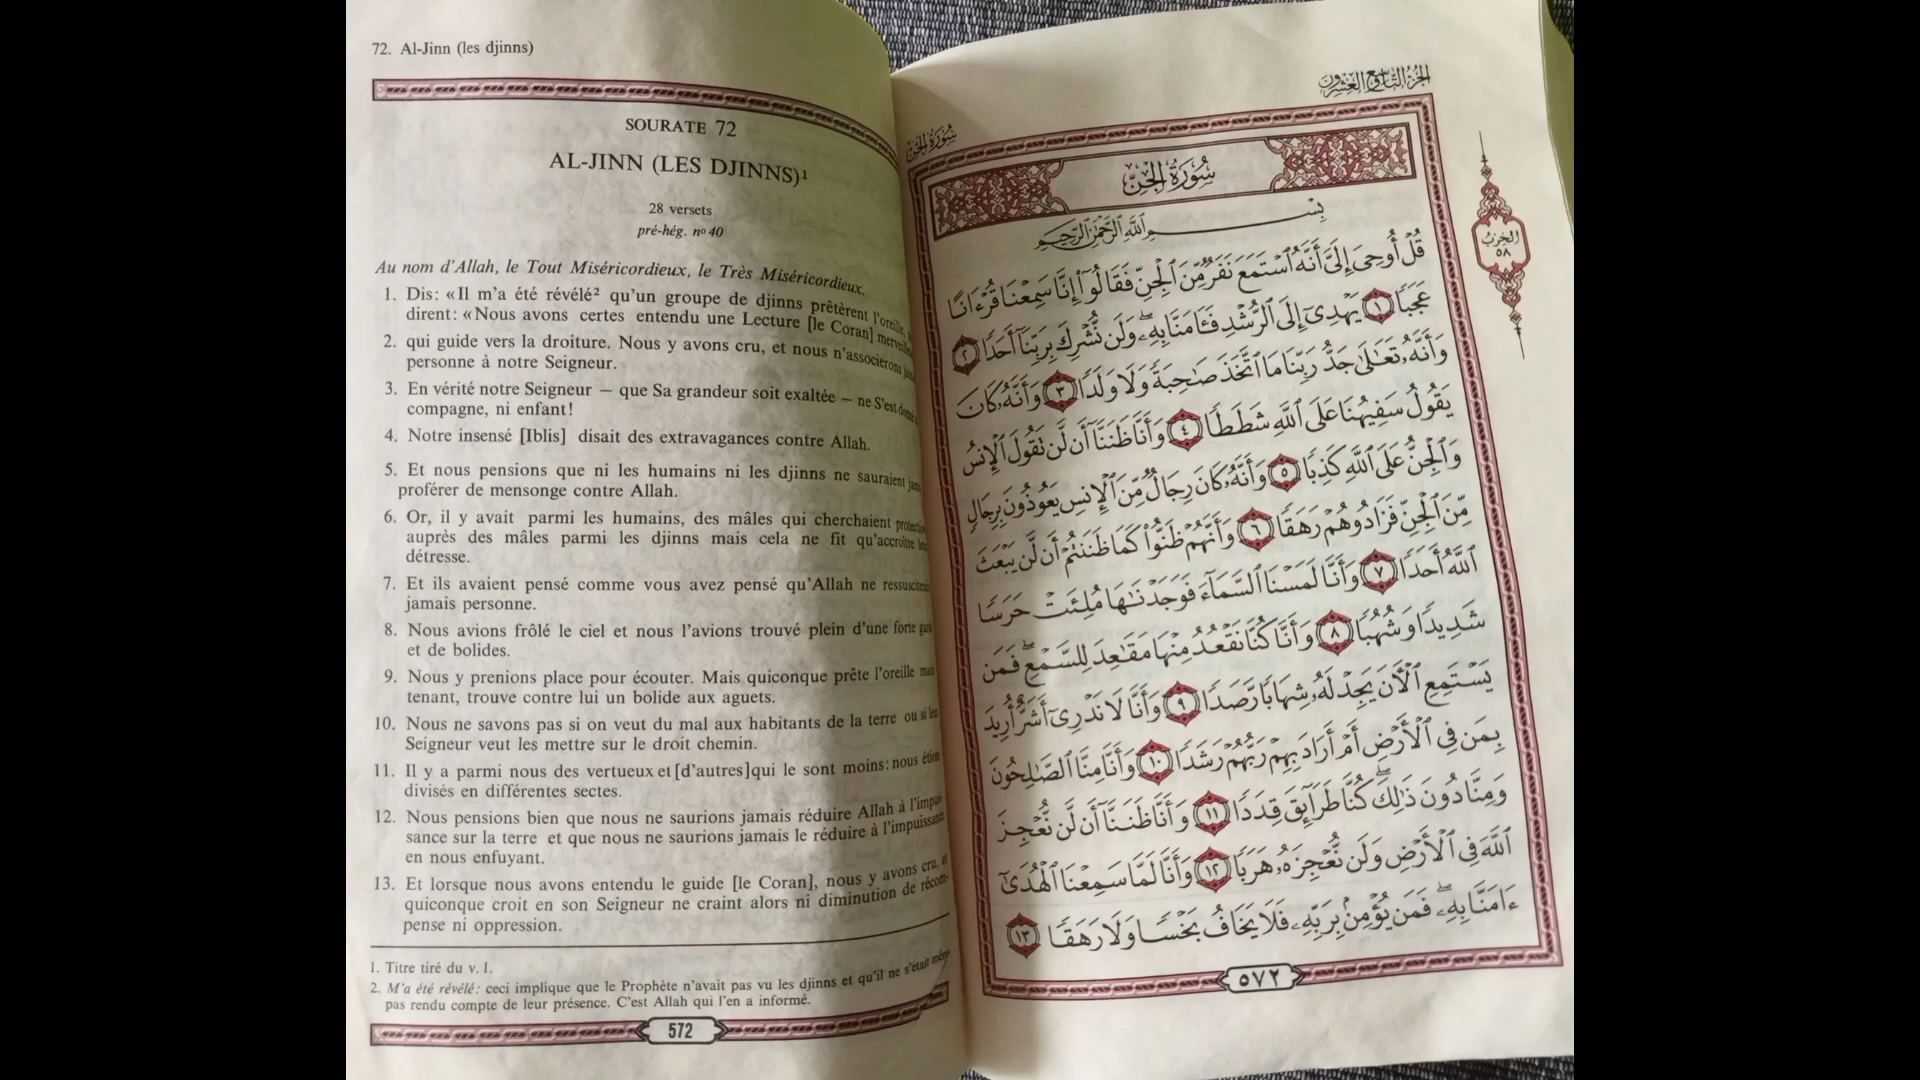 72. Al-Jinn (les djinns)
SOURATE 72
AL-JINN (LES DJINNS)¹
28 versets
pré-hég. nº 40
Au nom d'Allah, le Tout Miséricordieux, le Très Miséricordieux.
1. Dis: «Il m'a été révélé² qu'un groupe de djinns prêtèrent l'oreille,
dirent: «Nous avons certes entendu une Lecture [le Coran]
2. qui guide vers la droiture. Nous y avons cru, et nous n'associerons
personne à notre Seigneur.
3. En vérité notre Seigneur — que Sa grandeur soit exaltée — ne S'est
compagne, ni enfant!
4. Notre insensé [Iblis] disait des extravagances contre Allah.
5. Et nous pensions que ni les humains ni les djinns ne sauraient
proférer de mensonge contre Allah.
6. Or, il y avait parmi les humains, des mâles qui cherchaient
auprès des mâles parmi les djinns mais cela ne fit qu'accroître
détresse.
7. Et ils avaient pensé comme vous avez pensé qu'Allah ne
jamais personne.
8. Nous avions frôlé le ciel et nous l'avions trouvé plein d'une forte
et de bolides.
9. Nous y prenions place pour écouter. Mais quiconque prête l'oreille
tenant, trouve contre lui un bolide aux aguets.
10. Nous ne savons pas si on veut du mal aux habitants de la terre ou si
Seigneur veut les mettre sur le droit chemin.
11. Il y a parmi nous des vertueux et [d'autres] qui le sont moins: nous
divisés en différentes sectes.
12. Nous pensions bien que nous ne saurions jamais réduire Allah à
sance sur la terre et que nous ne saurions jamais le réduire à l'impuissance
en nous enfuyant.
13. Et lorsque nous avons entendu le guide [le Coran], nous y avons cru,
quiconque croit en son Seigneur ne craint alors ni diminution de récom-
pense ni oppression.
1. Titre tiré du v. 1.
2. M'a été révélé: ceci implique que le Prophète n'avait pas vu les djinns et qu'il ne s'était
pas rendu compte de leur présence. C'est Allah qui l'en a informé.
572
الجزء التاسع والعشرون
سورة الجن
سُورَةُ الجِنِّ
بِسْمِ اللَّهِ الرَّحْمَٰنِ الرَّحِيمِ
قُلْ أُوحِىَ إِلَىَّ أَنَّهُ ٱسْتَمَعَ نَفَرٌ مِّنَ ٱلْجِنِّ فَقَالُوٓا۟ إِنَّا سَمِعْنَا قُرْءَانًا
عَجَبًا ١ يَهْدِىٓ إِلَى ٱلرُّشْدِ فَـَٔامَنَّا بِهِۦ ۖ وَلَن نُّشْرِكَ بِرَبِّنَآ أَحَدًا ٢
وَأَنَّهُۥ تَعَٰلَىٰ جَدُّ رَبِّنَا مَا ٱتَّخَذَ صَٰحِبَةً وَلَا وَلَدًا ٣ وَأَنَّهُۥ كَانَ
يَقُولُ سَفِيهُنَا عَلَى ٱللَّهِ شَطَطًا ٤ وَأَنَّا ظَنَنَّآ أَن لَّن تَقُولَ ٱلْإِنسُ
وَٱلْجِنُّ عَلَى ٱللَّهِ كَذِبًا ٥ وَأَنَّهُۥ كَانَ رِجَالٌ مِّنَ ٱلْإِنسِ يَعُوذُونَ بِرِجَالٍ
مِّنَ ٱلْجِنِّ فَزَادُوهُمْ رَهَقًا ٦ وَأَنَّهُمْ ظَنُّوا۟ كَمَا ظَنَنتُمْ أَن لَّن يَبْعَثَ
ٱللَّهُ أَحَدًا ٧ وَأَنَّا لَمَسْنَا ٱلسَّمَآءَ فَوَجَدْنَٰهَا مُلِئَتْ حَرَسًا
شَدِيدًا وَشُهُبًا ٨ وَأَنَّا كُنَّا نَقْعُدُ مِنْهَا مَقَٰعِدَ لِلسَّمْعِ ۖ فَمَن
يَسْتَمِعِ ٱلْـَٔانَ يَجِدْ لَهُۥ شِهَابًا رَّصَدًا ٩ وَأَنَّا لَا نَدْرِىٓ أَشَرٌّ أُرِيدَ
بِمَن فِى ٱلْأَرْضِ أَمْ أَرَادَ بِهِمْ رَبُّهُمْ رَشَدًا ١٠ وَأَنَّا مِنَّا ٱلصَّٰلِحُونَ
وَمِنَّا دُونَ ذَٰلِكَ ۖ كُنَّا طَرَآئِقَ قِدَدًا ١١ وَأَنَّا ظَنَنَّآ أَن لَّن نُّعْجِزَ
ٱللَّهَ فِى ٱلْأَرْضِ وَلَن نُّعْجِزَهُۥ هَرَبًا ١٢ وَأَنَّا لَمَّا سَمِعْنَا ٱلْهُدَىٰٓ
ءَامَنَّا بِهِۦ ۖ فَمَن يُؤْمِنۢ بِرَبِّهِۦ فَلَا يَخَافُ بَخْسًا وَلَا رَهَقًا ١٣
٥٧٢
الحزب
٥٨